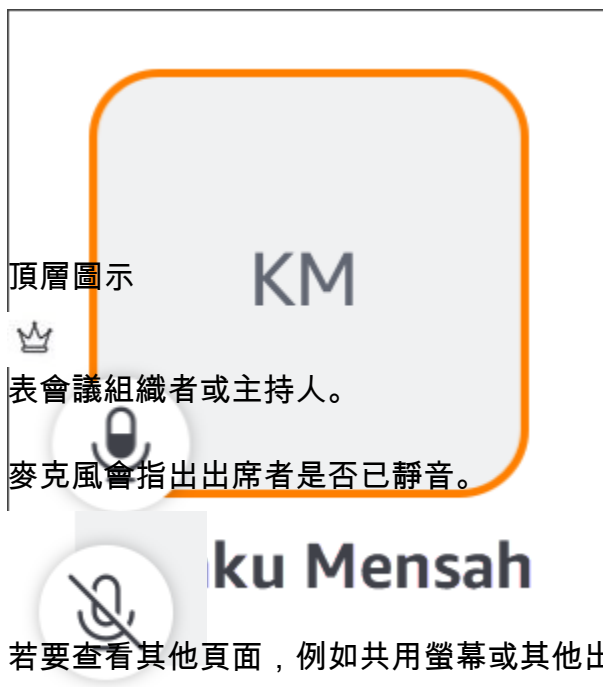 KM
頂層圖示
表會議組織者或主持人。
麥克風會指出出席者是否已靜音。
ku Mensah
若要查看其他頁面，例如共用螢幕或其他出